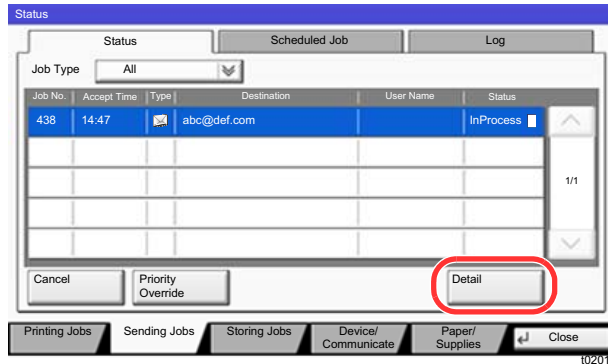 Status
Status Scheduled Job Log
Job Type All
Job No. Accept Time Type Destination User Name Status
438 14:47 abc@def.com InProcess
1/1
Cancel Priority Override Detail
Printing Jobs Sending Jobs Storing Jobs Device/ Communicate Paper/ Supplies Close
t0201